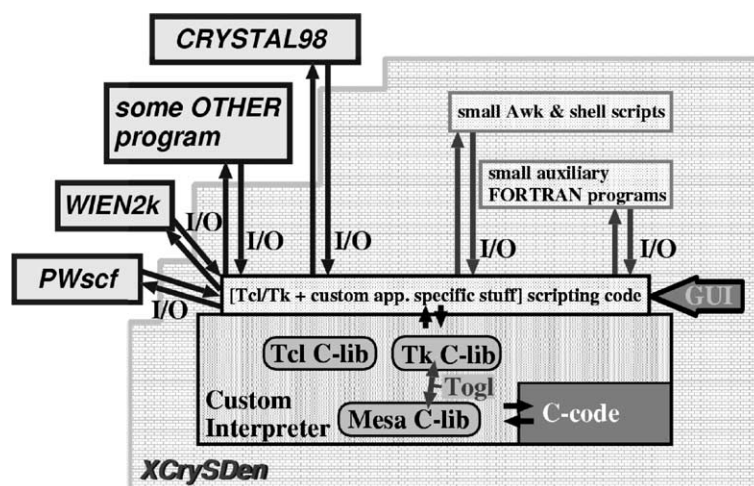 CRYSTAL98
some OTHER
program
small Awk & shell scripts
small auxiliary
FORTRAN programs
WIEN2k
I/O
I/O
I/O
I/O
I/O
PWscf
I/O
[Tcl/Tk + custom app. specific stuff] scripting code
GUI
Tcl C-lib
Tk C-lib
Togl
Custom
Interpreter
Mesa C-lib
C-code
XCrySDen